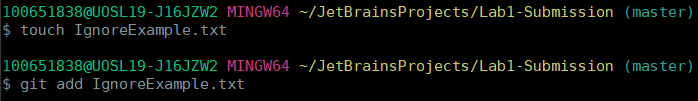 100651838@UOSL19-J16JZW2 MINGW64 ~/JetBrainsProjects/Lab1-Submission (master)
$ touch IgnoreExample.txt
100651838@UOSL19-J16JZW2 MINGW64 ~/JetBrainsProjects/Lab1-Submission (master)
$ git add IgnoreExample.txt